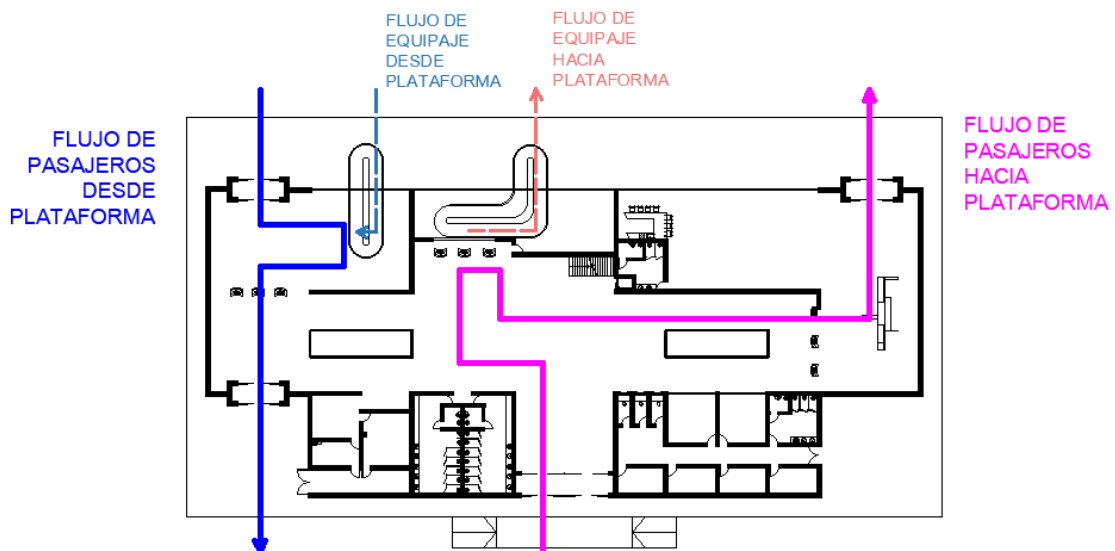 FLUJO DE
EQUIPAJE
DESDE
PLATAFORMA
FLUJO DE
EQUIPAJE
HACIA
PLATAFORMA
FLUJO DE
PASAJEROS
DESDE
PLATAFORMA
FLUJO DE
PASAJEROS
HACIA
PLATAFORMA